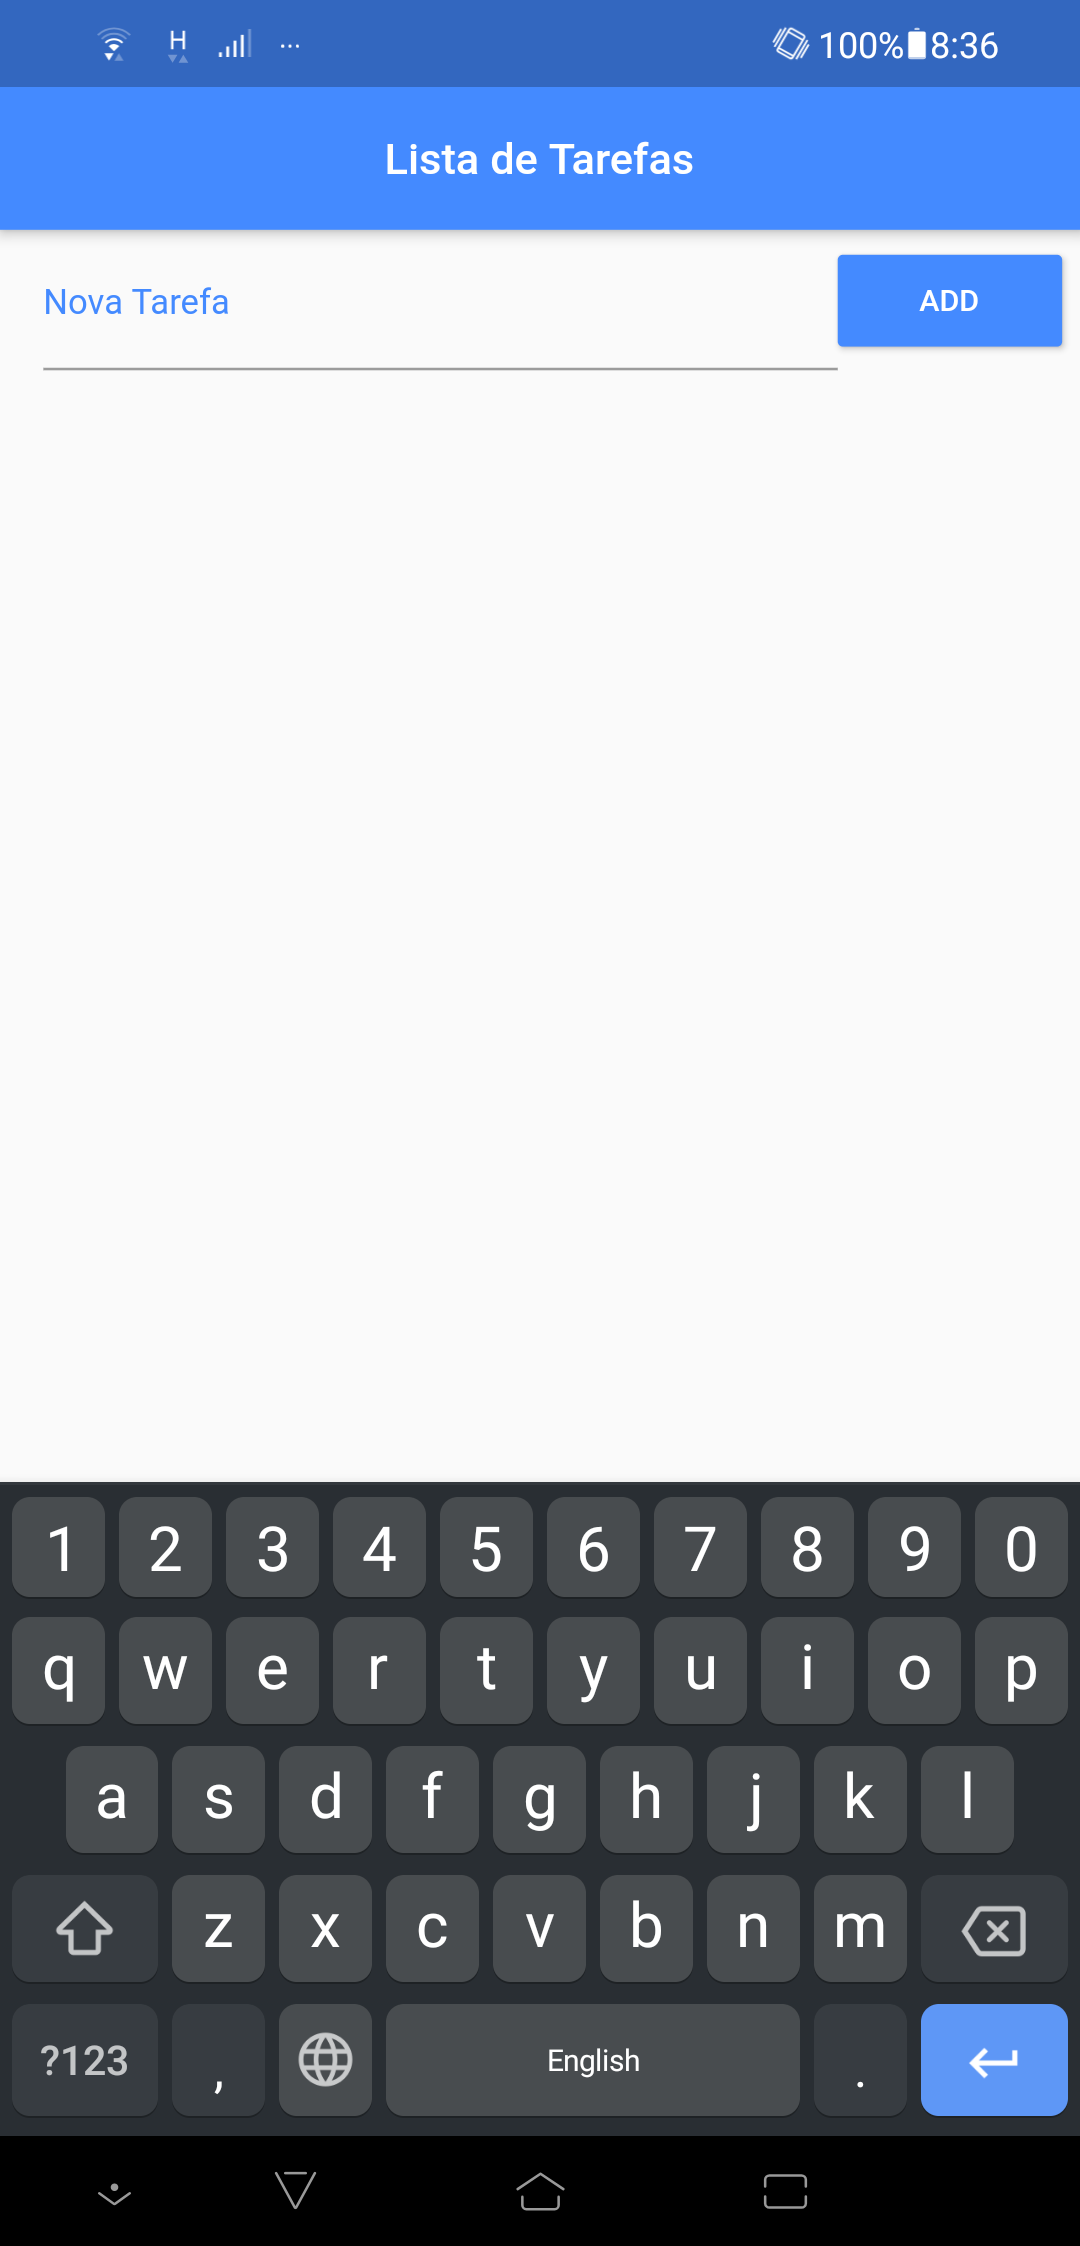 H ... 100% 8:36
Lista de Tarefas
Nova Tarefa ADD
1 2 3 4 5 6 7 8 9 0
q w e r t y u i o p
a s d f g h j k l
z x c v b n m
?123 , English .